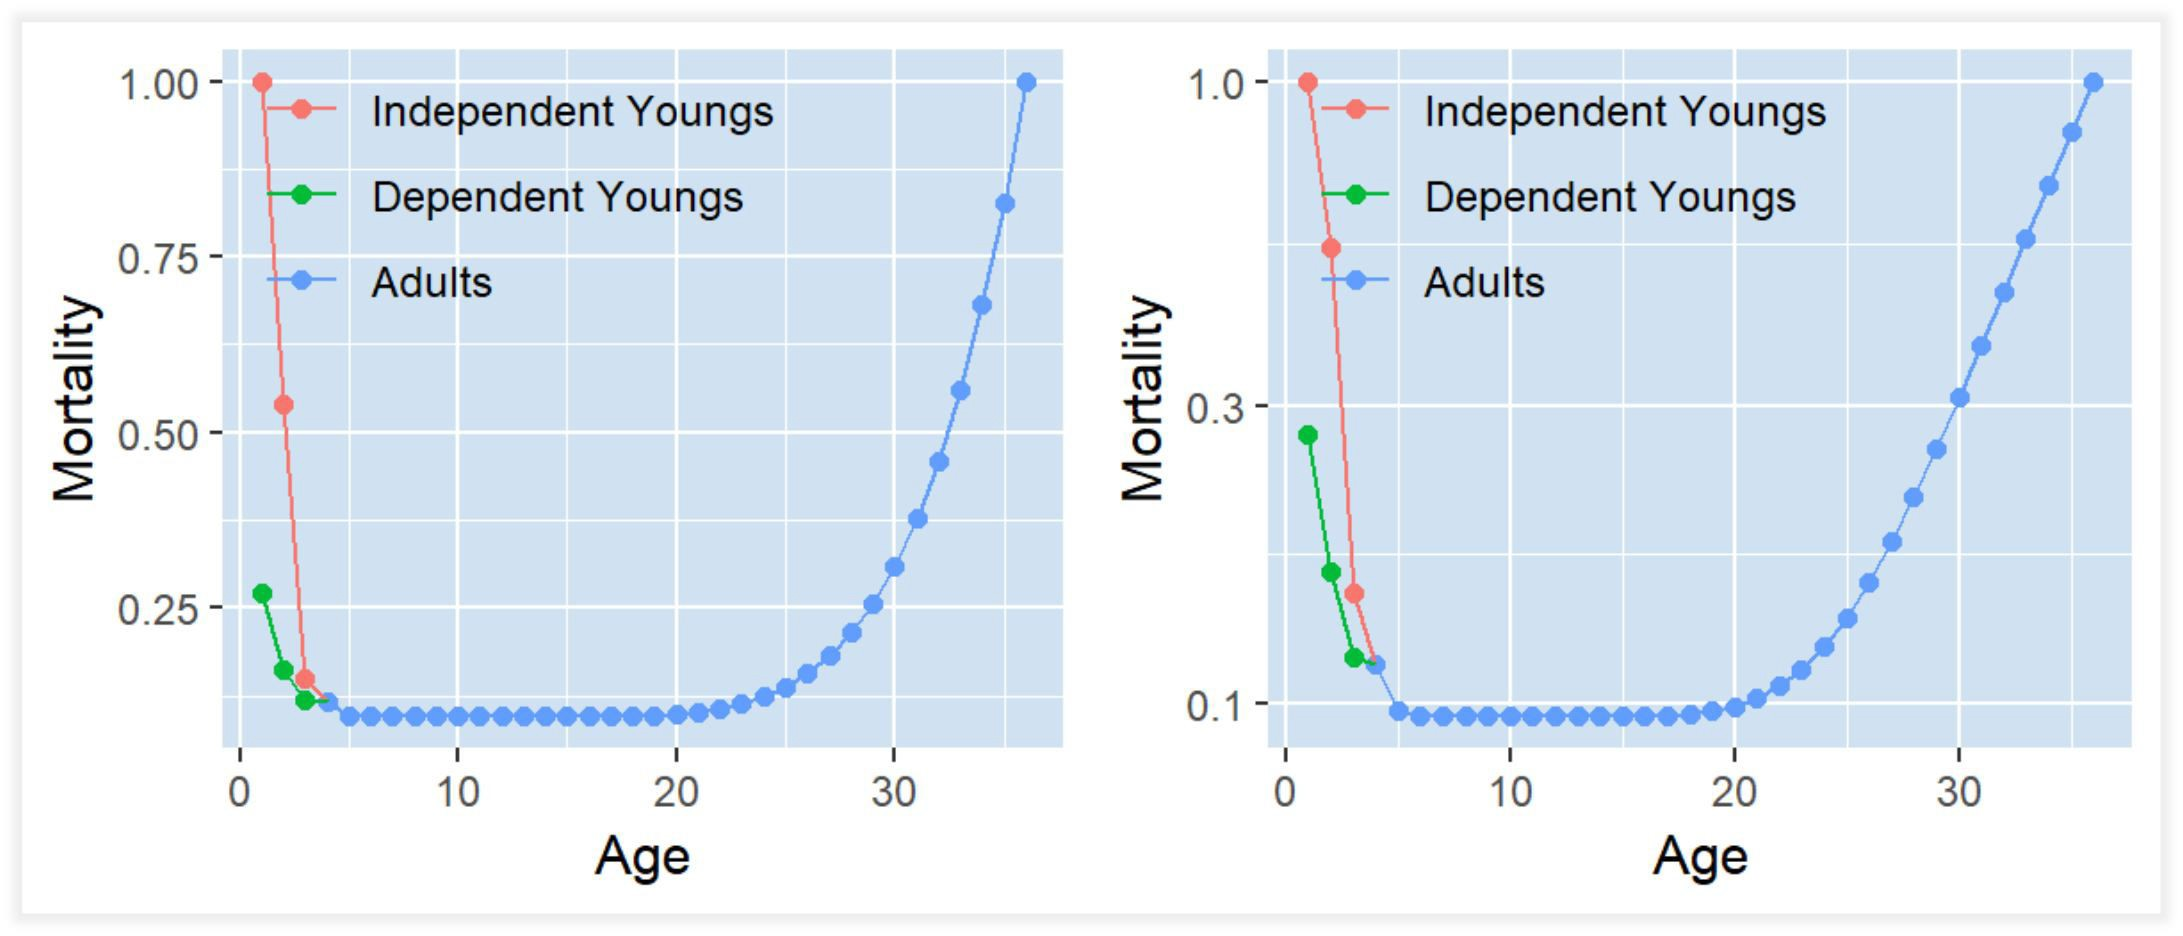 1.00
0.75
0.50
0.25
Mortality
Independent Youngs
Dependent Youngs
Adults
0 10 20 30
Age
1.0
0.3
0.1
Mortality
Independent Youngs
Dependent Youngs
Adults
0 10 20 30
Age